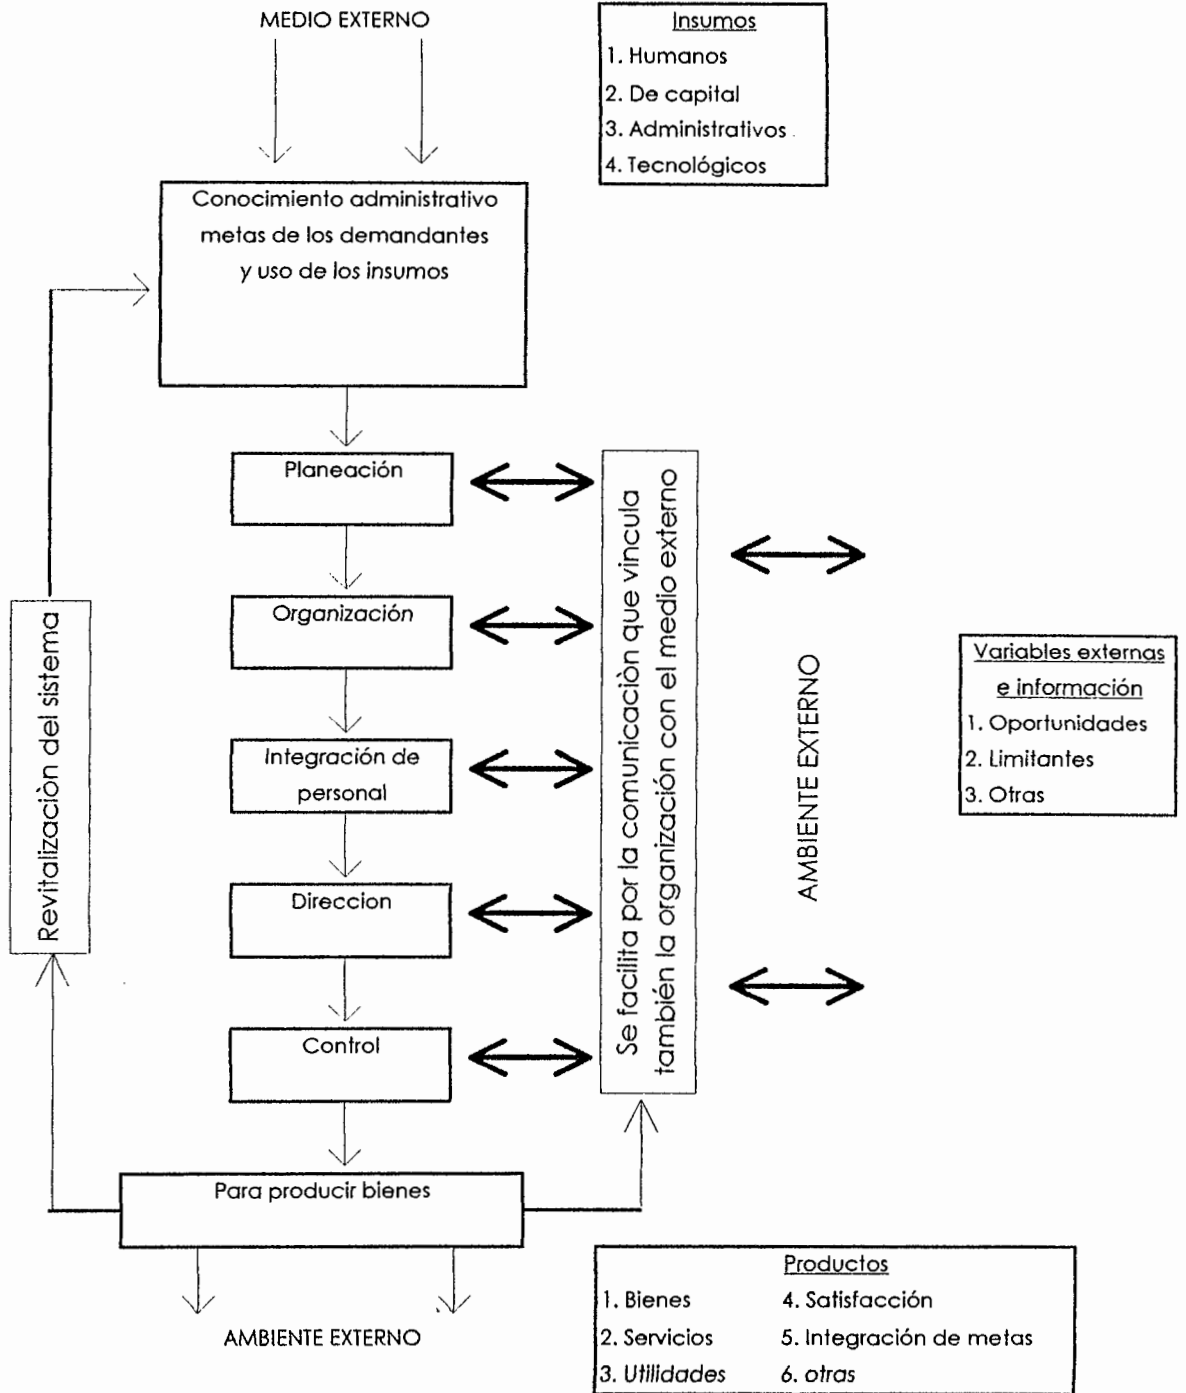 MEDIO EXTERNO
Insumos
1. Humanos
2. De capital
3. Administrativos
4. Tecnológicos
Conocimiento administrativo
metas de los demandantes
y uso de los insumos
Planeación
Organización
Integración de
personal
Direccion
Control
Para producir bienes
Revitalizaciòn del sistema
Se facilita por la comunicaciòn que vincula
también la organización con el medio externo
AMBIENTE EXTERNO
Variables externas
e información
1. Oportunidades
2. Limitantes
3. Otras
AMBIENTE EXTERNO
Productos
1. Bienes
2. Servicios
3. Utilidades
4. Satisfacción
5. Integración de metas
6. otras